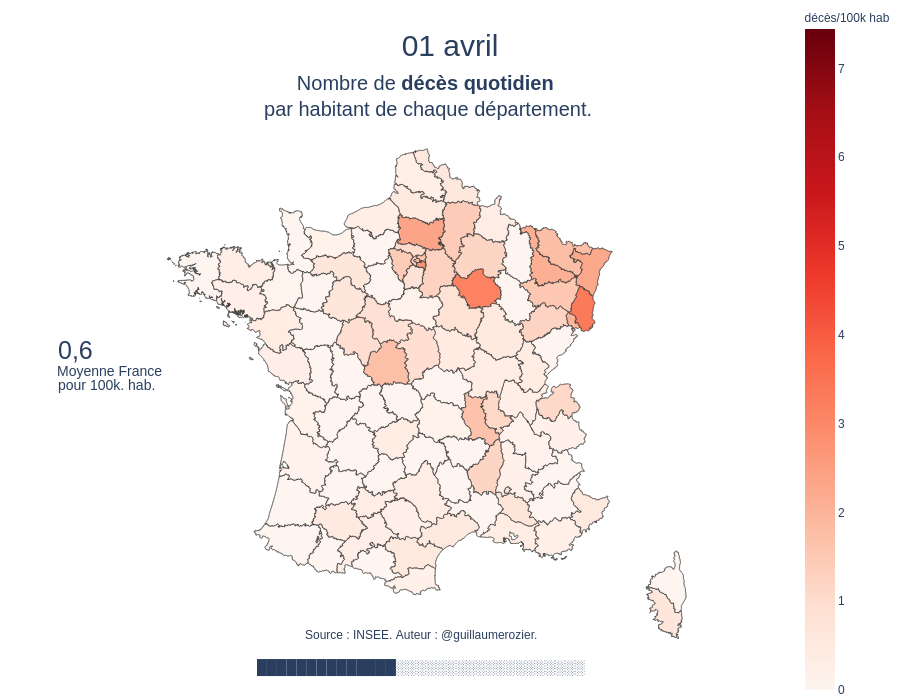 décès/100k hab
01 avril
Nombre de décès quotidien
par habitant de chaque département.
7
6
5
4
3
2
1
0
0,6
Moyenne France
pour 100k. hab.
Source : INSEE. Auteur : @guillaumerozier.